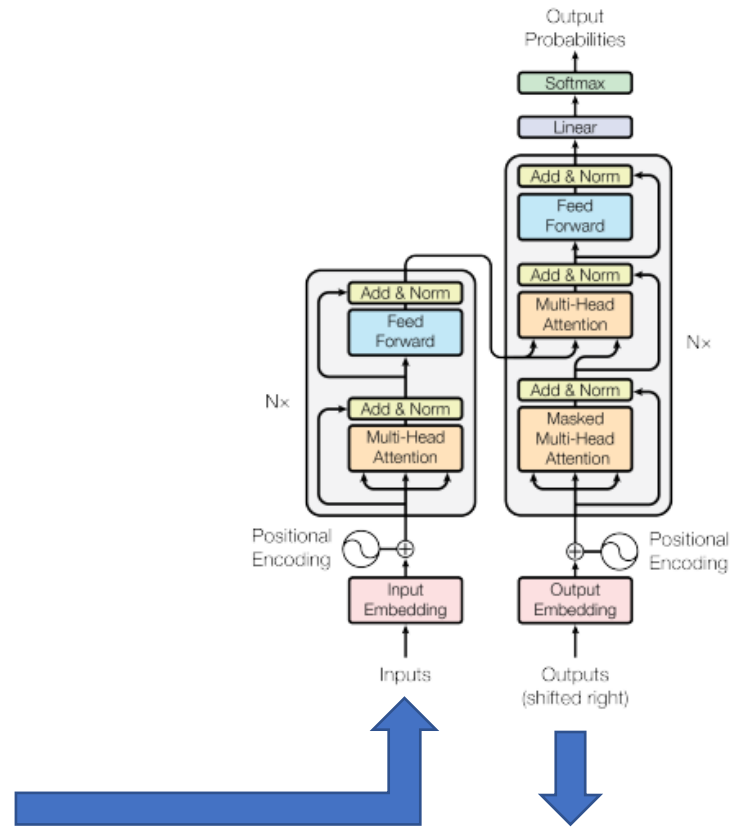 Output
Probabilities
Softmax
Linear
Add & Norm
Feed
Forward
Add & Norm
Multi-Head
Attention
Add & Norm
Masked
Multi-Head
Attention
Nx
Add & Norm
Feed
Forward
Add & Norm
Multi-Head
Attention
Nx
Positional
Encoding
Positional
Encoding
Input
Embedding
Output
Embedding
Inputs
Outputs
(shifted right)